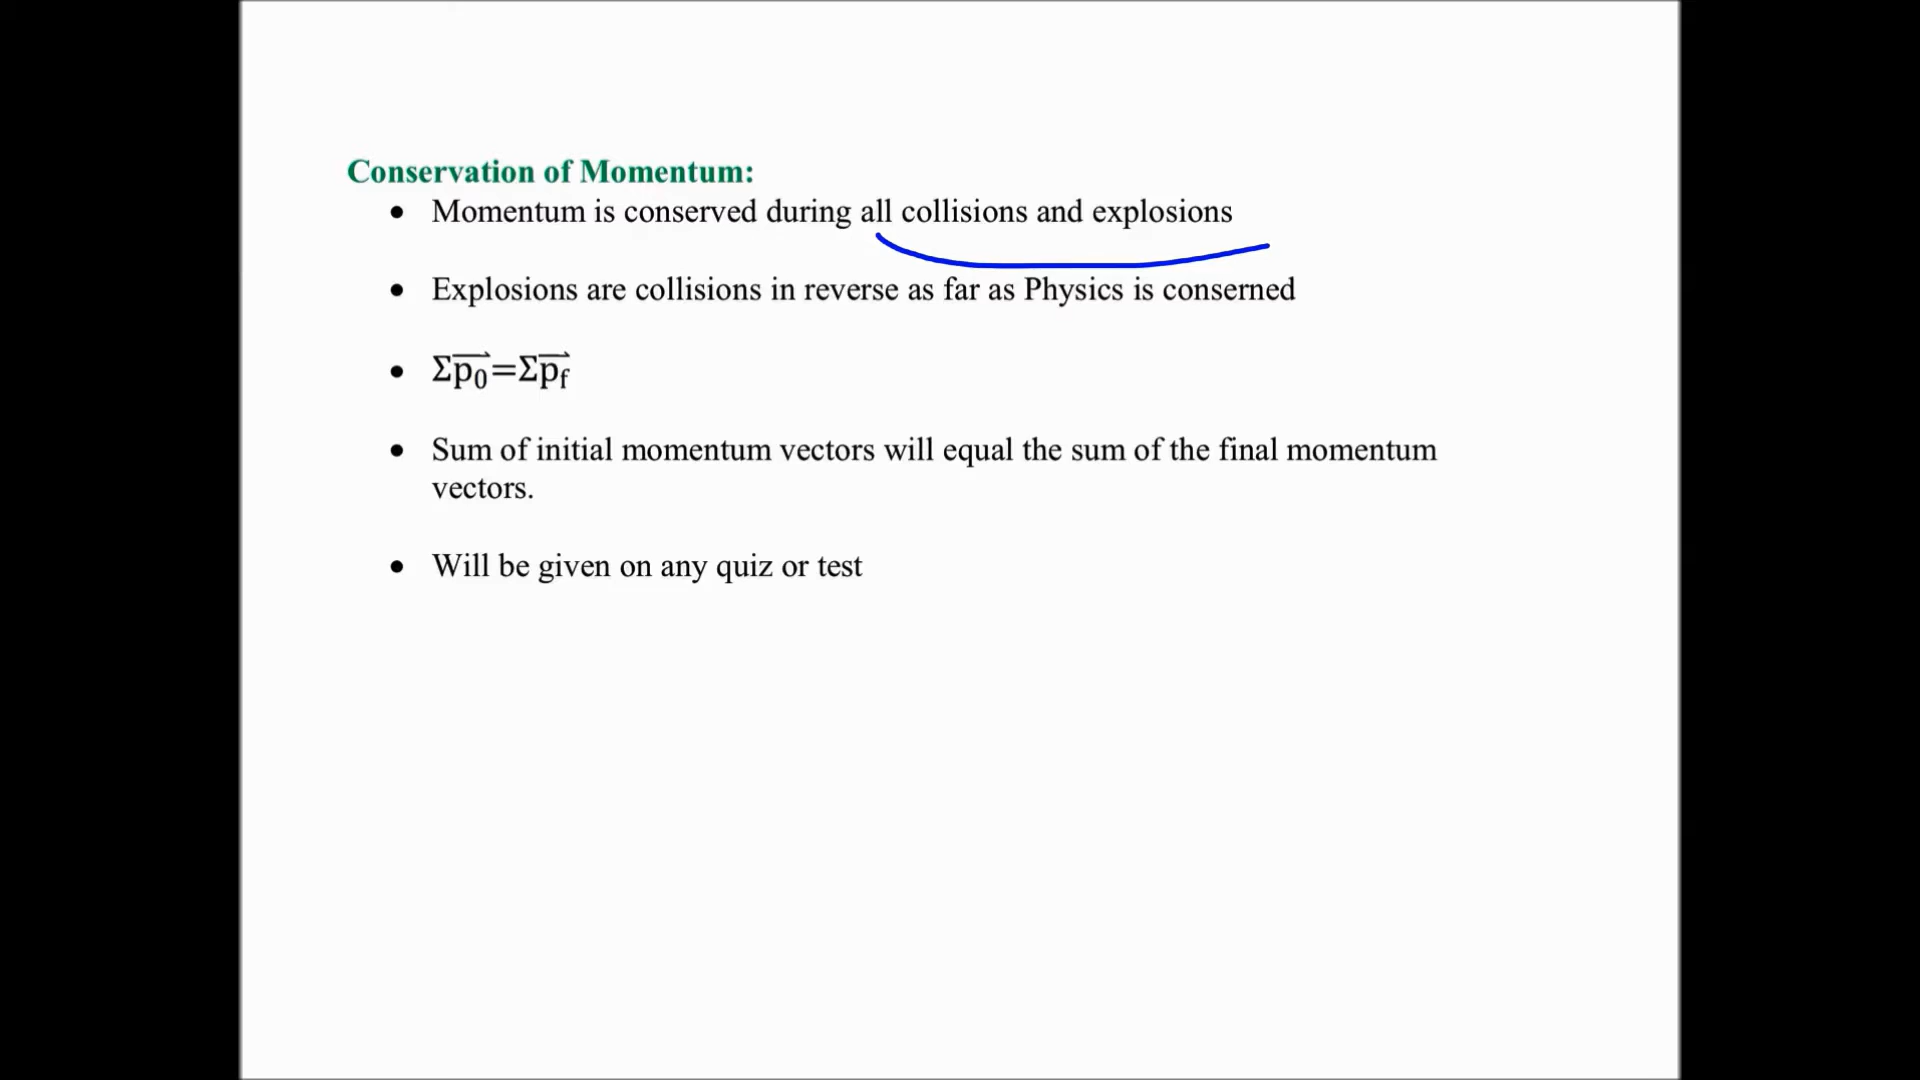 Conservation of Momentum:
• Momentum is conserved during all collisions and explosions
• Explosions are collisions in reverse as far as Physics is conserned
• Σp₀⃗=Σp_f⃗
• Sum of initial momentum vectors will equal the sum of the final momentum
vectors.
• Will be given on any quiz or test